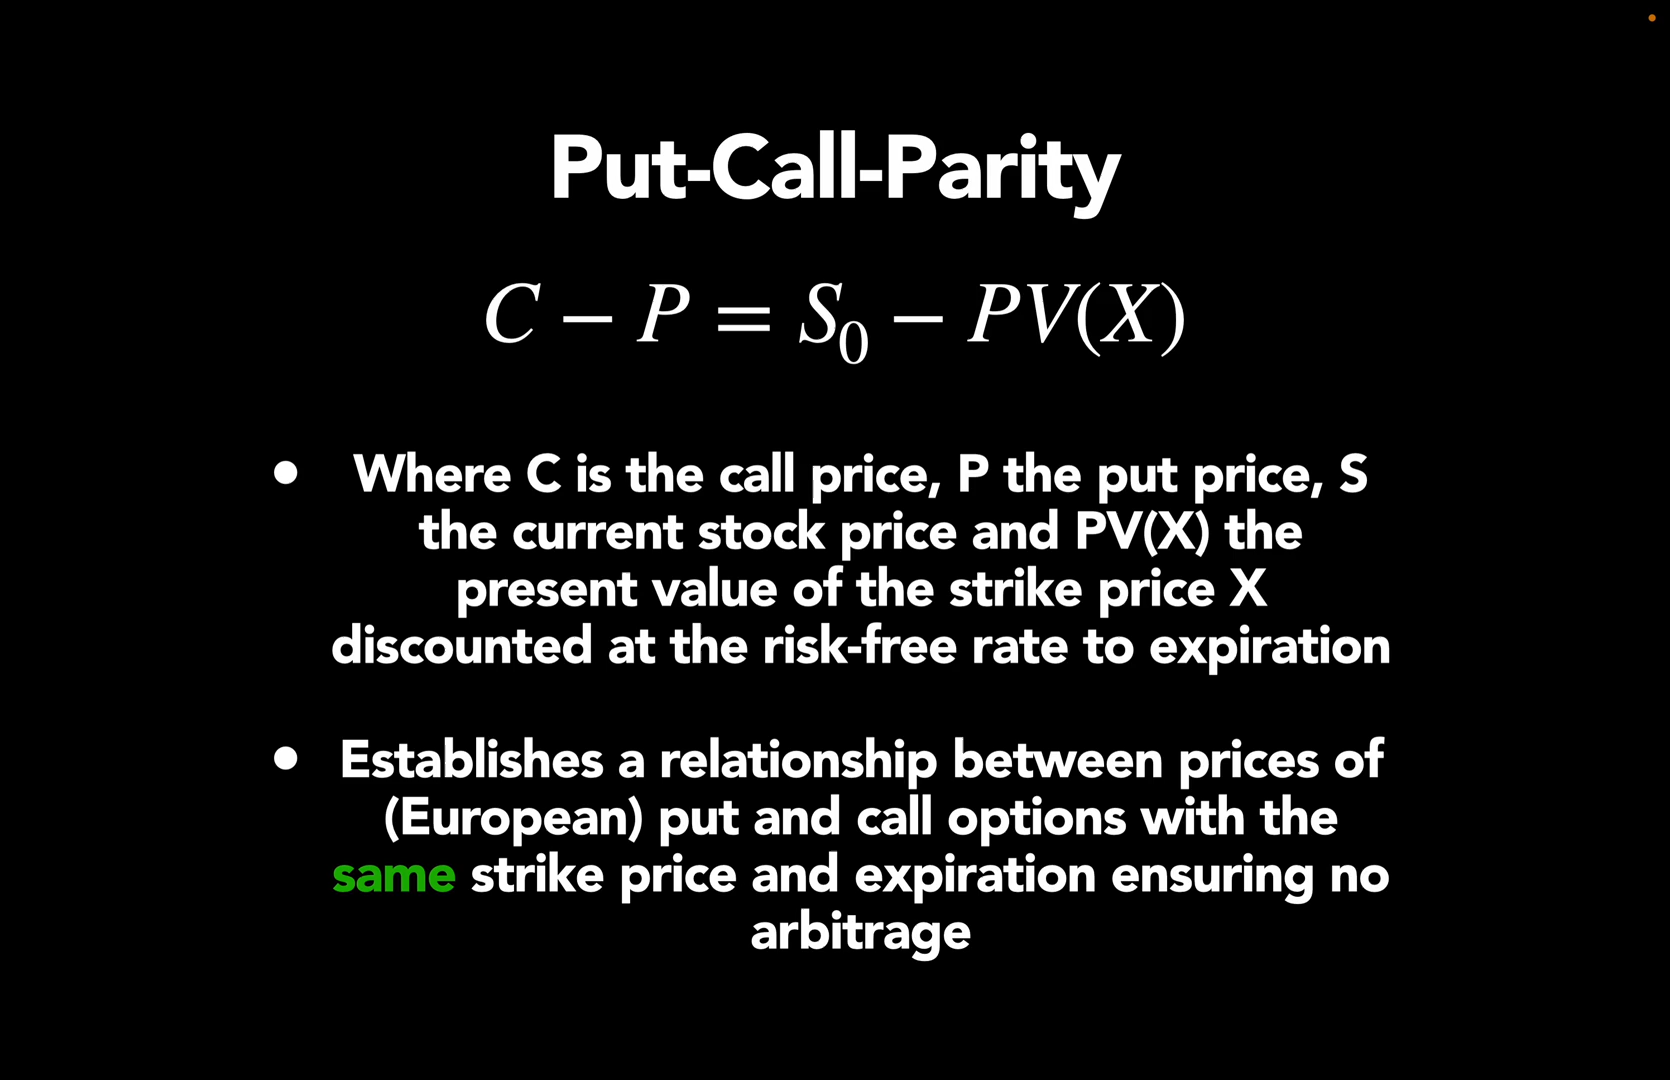 Put-Call-Parity
C − P = S₀ − PV(X)
• Where C is the call price, P the put price, S
the current stock price and PV(X) the
present value of the strike price X
discounted at the risk-free rate to expiration
• Establishes a relationship between prices of
(European) put and call options with the
same strike price and expiration ensuring no
arbitrage